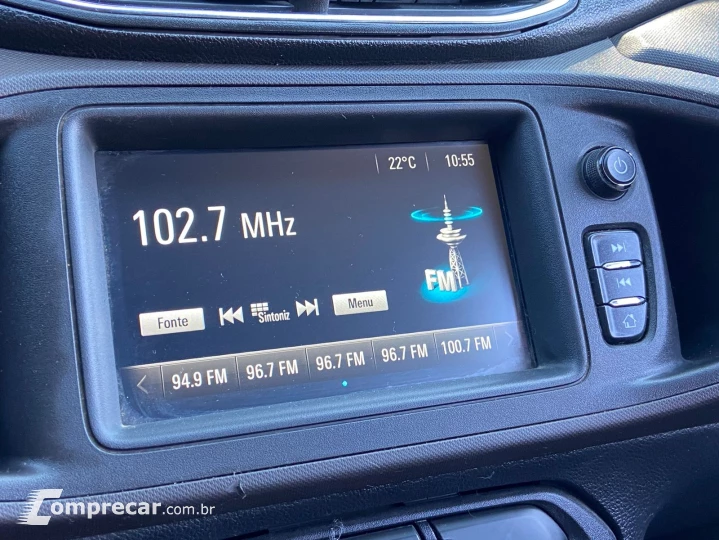 22°C 10:55
102.7 MHz
FM
Fonte Sintoniz Menu
94.9 FM 96.7 FM 96.7 FM 96.7 FM 100.7 FM
Comprecar.com.br